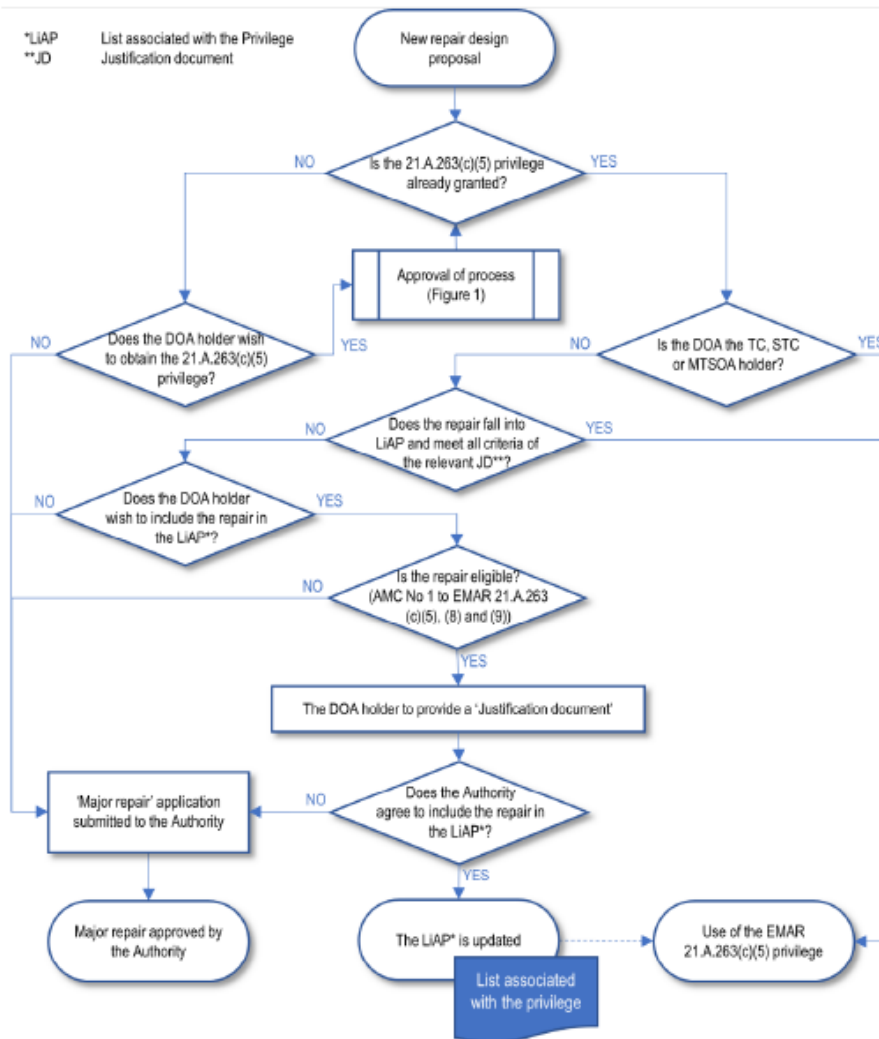 *LiAP List associated with the Privilege
**JD Justification document
New repair design
proposal
NO
Is the 21.A.263(c)(5) privilege
already granted?
YES
Approval of process
(Figure 1)
NO
Does the DOA holder wish
to obtain the 21.A.263(c)(5)
privilege?
YES
NO
Is the DOA the TC, STC
or MTSOA holder?
YES
NO
Does the repair fall into
LiAP and meet all criteria of
the relevant JD**?
YES
NO
Does the DOA holder
wish to include the repair in
the LiAP*?
YES
NO
Is the repair eligible?
(AMC No 1 to EMAR 21.A.263
(c)(5), (8) and (9))
YES
The DOA holder to provide a 'Justification document'
'Major repair' application
submitted to the Authority
NO
Does the Authority
agree to include the repair in
the LiAP*?
YES
Major repair approved by
the Authority
The LiAP* is updated
Use of the EMAR
21.A.263(c)(5) privilege
List associated
with the privilege